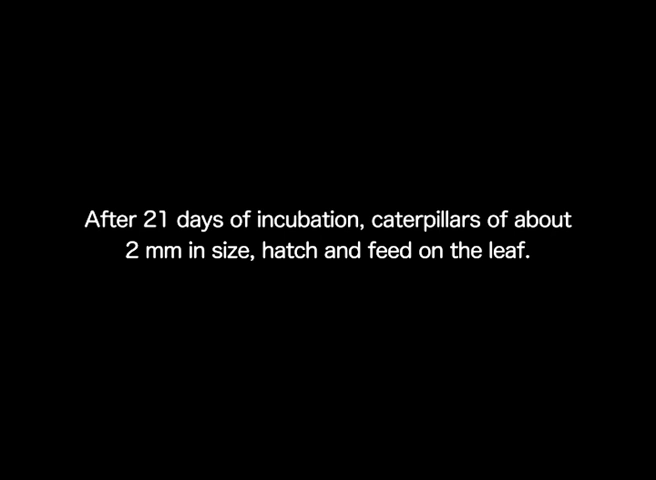 After 21 days of incubation, caterpillars of about
2 mm in size, hatch and feed on the leaf.